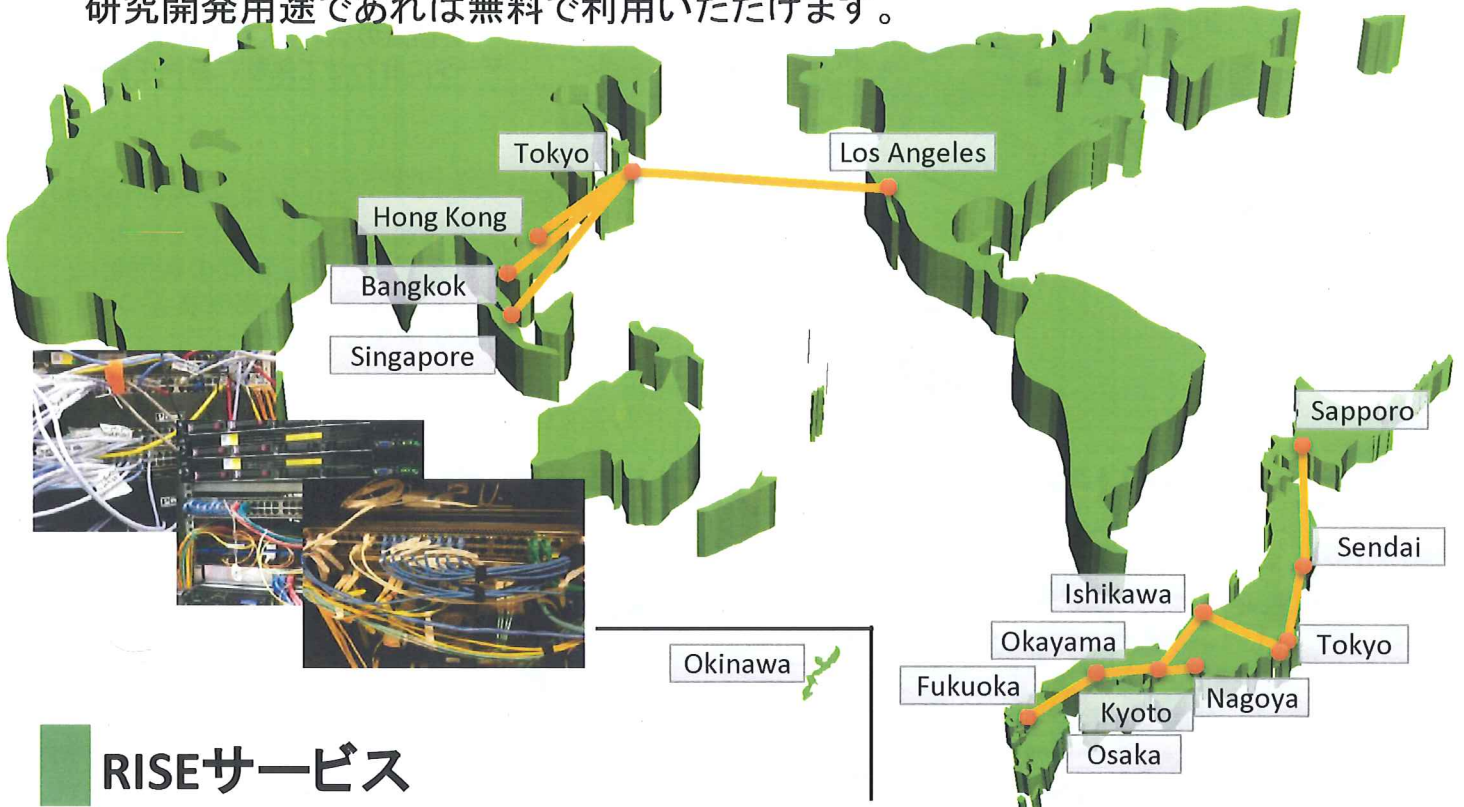 研究開発用途であれば無料で利用いただけます。
Tokyo
Los Angeles
Hong Kong
Bangkok
Singapore
Sapporo
Sendai
Ishikawa
Okayama
Tokyo
Okinawa
Fukuoka
Nagoya
Kyoto
Osaka
RISEサービス